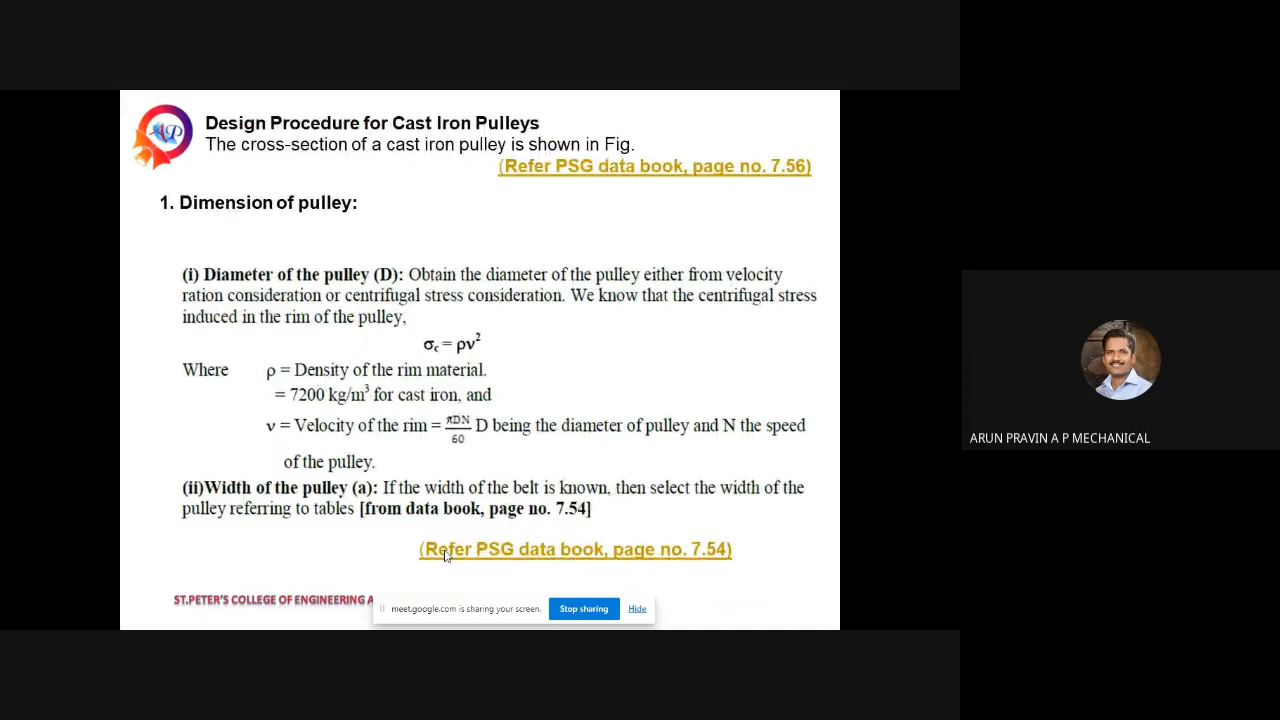 Design Procedure for Cast Iron Pulleys
The cross-section of a cast iron pulley is shown in Fig.
(Refer PSG data book, page no. 7.56)
1. Dimension of pulley:
(i) Diameter of the pulley (D): Obtain the diameter of the pulley either from velocity
ration consideration or centrifugal stress consideration. We know that the centrifugal stress
induced in the rim of the pulley,
σc = ρv²
Where ρ = Density of the rim material.
= 7200 kg/m³ for cast iron, and
v = Velocity of the rim = πDN/60 D being the diameter of pulley and N the speed
of the pulley.
(ii)Width of the pulley (a): If the width of the belt is known, then select the width of the
pulley referring to tables [from data book, page no. 7.54]
(Refer PSG data book, page no. 7.54)
ST.PETER'S COLLEGE OF ENGINEERING A
meet.google.com is sharing your screen. Stop sharing Hide
ARUN PRAVIN A P MECHANICAL
AP